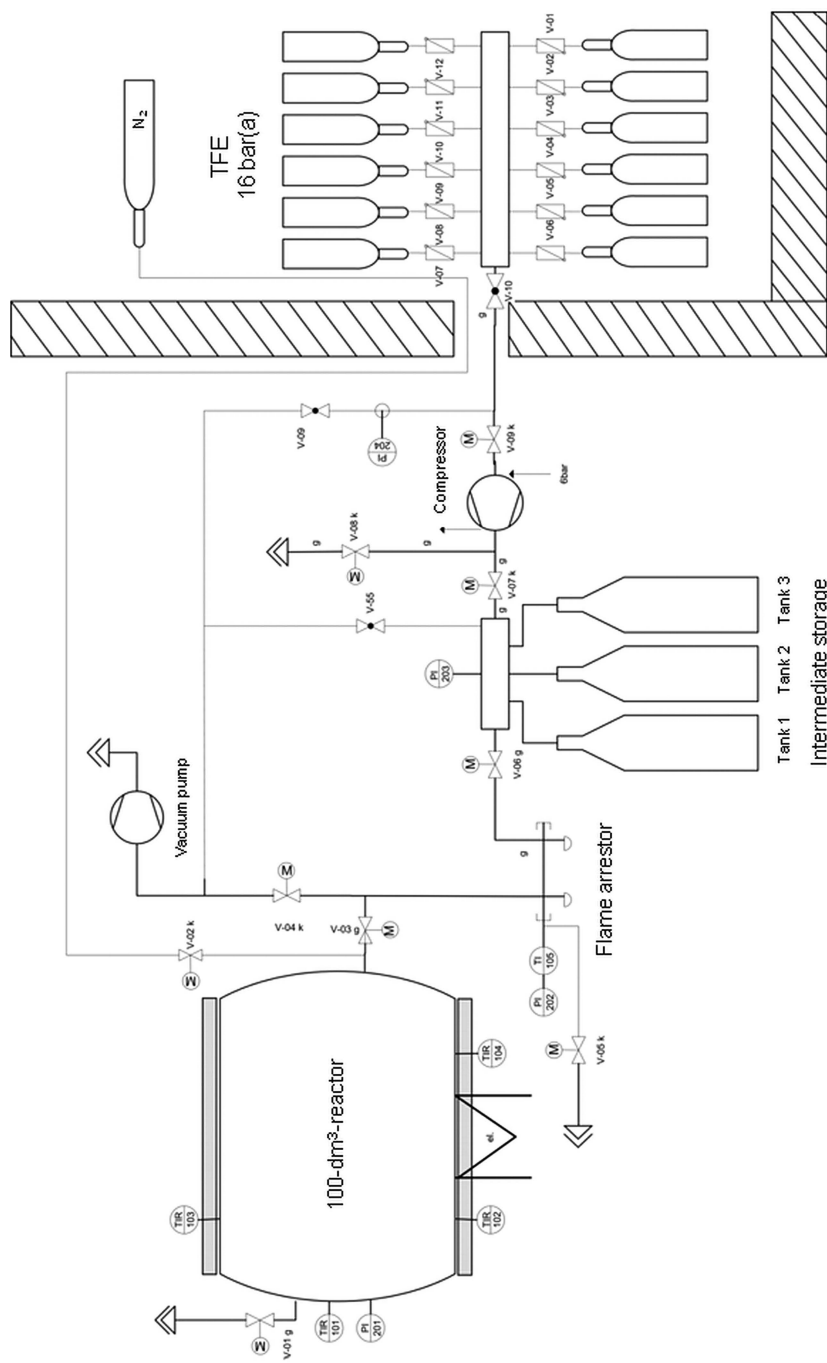 N₂
TFE
16 bar(a)
V-12
V-11
V-10
V-09
V-08
V-07
V-01
V-02
V-03
V-04
V-05
V-06
V-10
g
V-09
PI
204
M
V-09 k
Compressor
6bar
g
M
V-08 k
g
g
M
V-07 k
g
V-55
PI
203
Tank 1
Tank 2
Tank 3
Intermediate storage
M
V-06 g
g
Flame arrestor
Vacuum pump
M
V-04 k
V-03 g
M
V-02 k
M
TI
105
PI
202
M
V-05 k
100-dm³-reactor
TIR
103
TIR
104
TIR
102
el.
TIR
101
PI
201
M
V-01 g